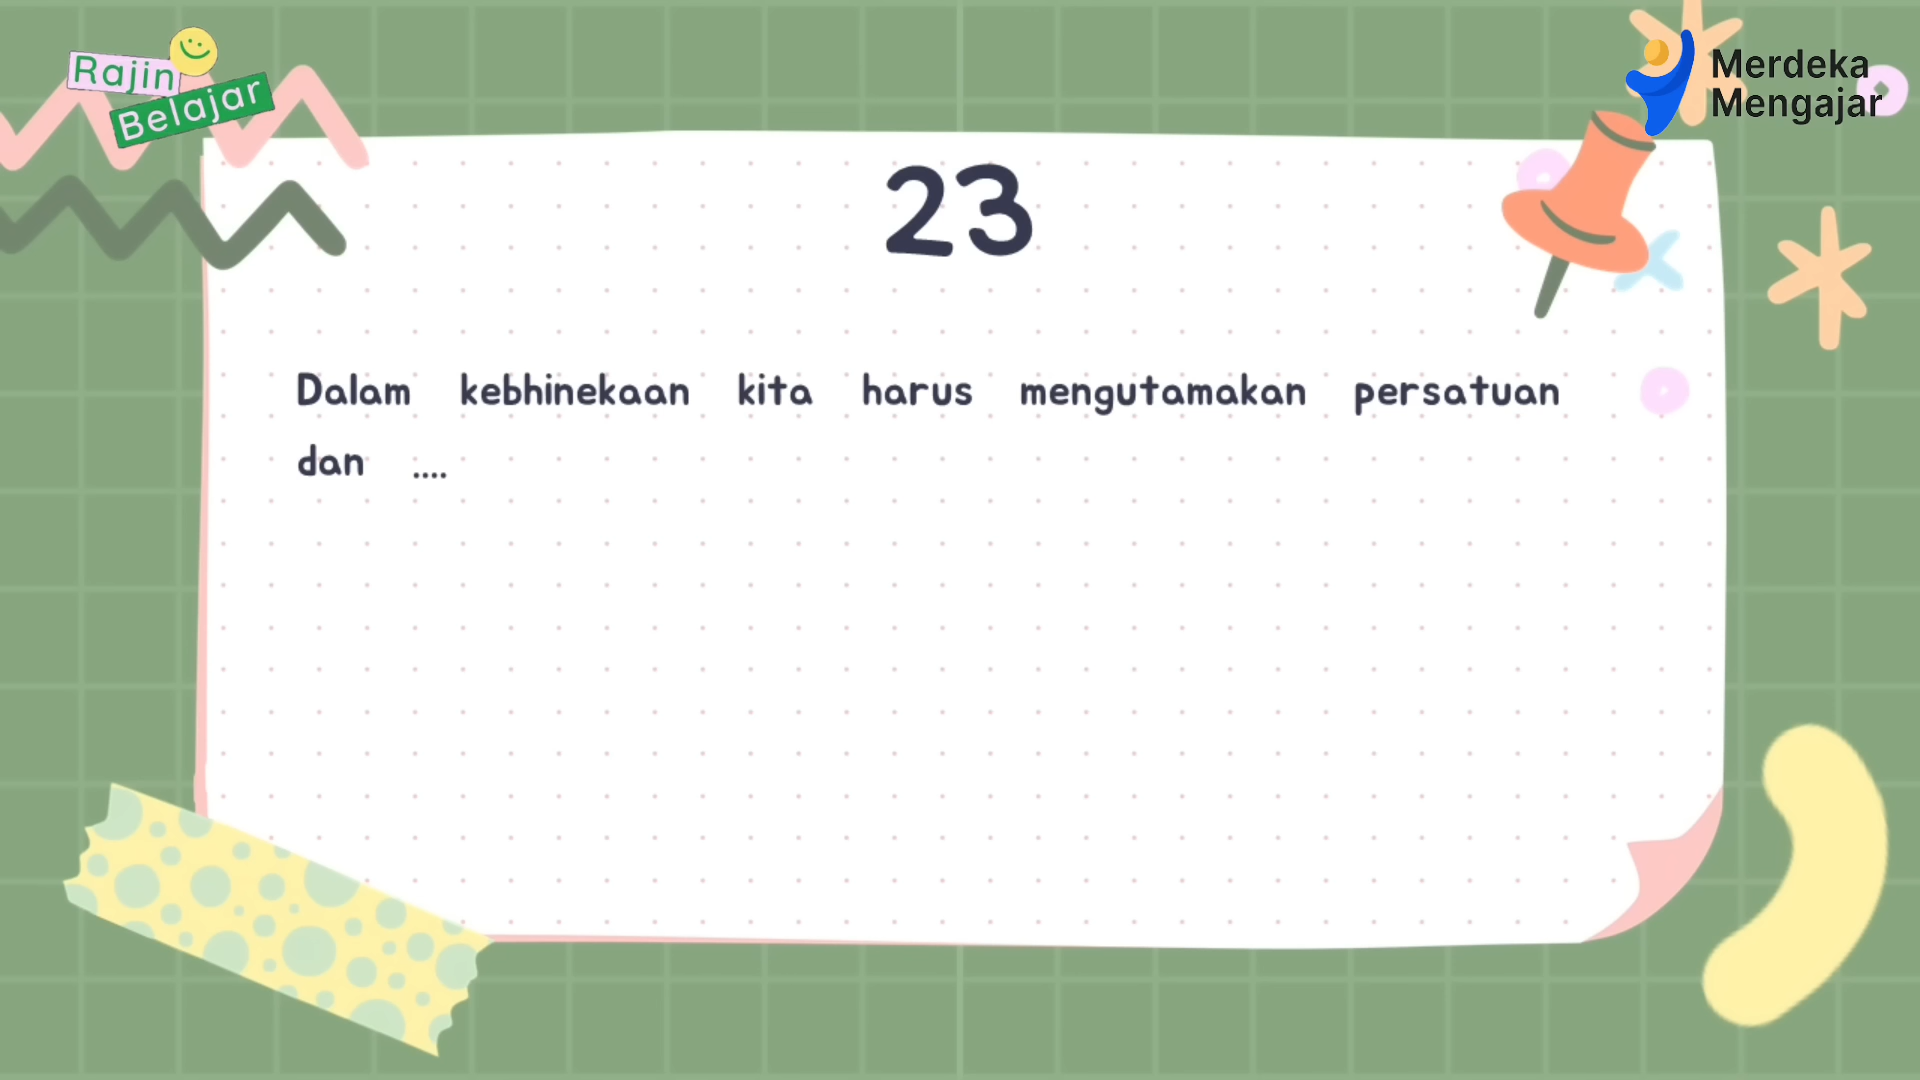 Rajin
Belajar
Merdeka
Mengajar
23
Dalam kebhinekaan kita harus mengutamakan persatuan
dan ....